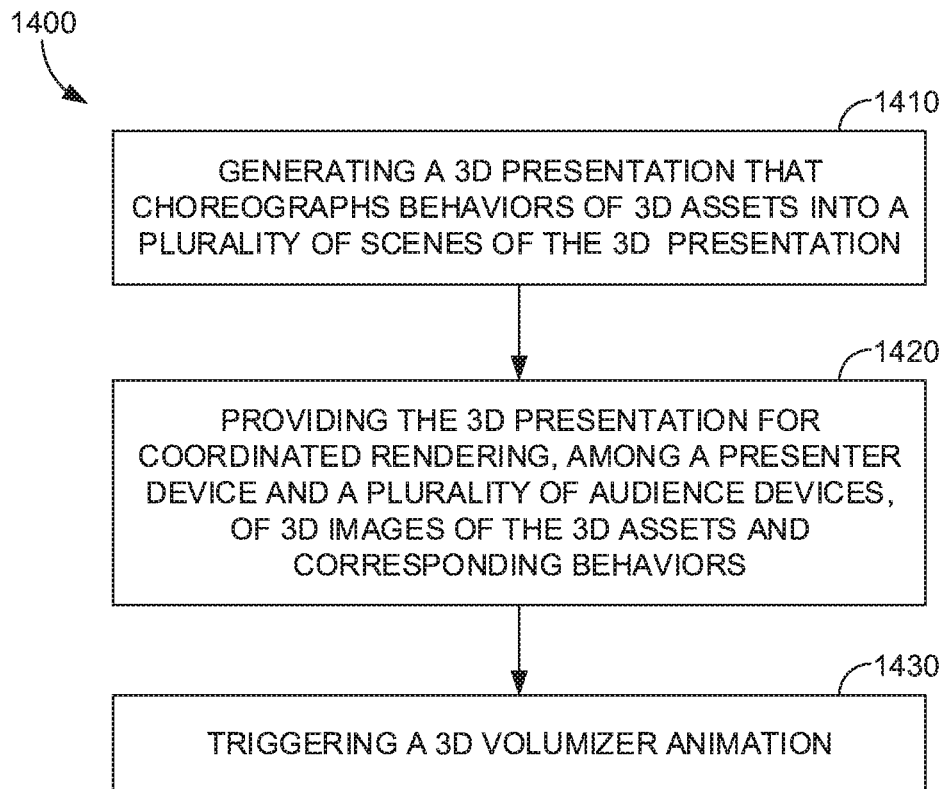 1400
1410
GENERATING A 3D PRESENTATION THAT
CHOREOGRAPHS BEHAVIORS OF 3D ASSETS INTO A
PLURALITY OF SCENES OF THE 3D PRESENTATION
1420
PROVIDING THE 3D PRESENTATION FOR
COORDINATED RENDERING, AMONG A PRESENTER
DEVICE AND A PLURALITY OF AUDIENCE DEVICES,
OF 3D IMAGES OF THE 3D ASSETS AND
CORRESPONDING BEHAVIORS
1430
TRIGGERING A 3D VOLUMIZER ANIMATION